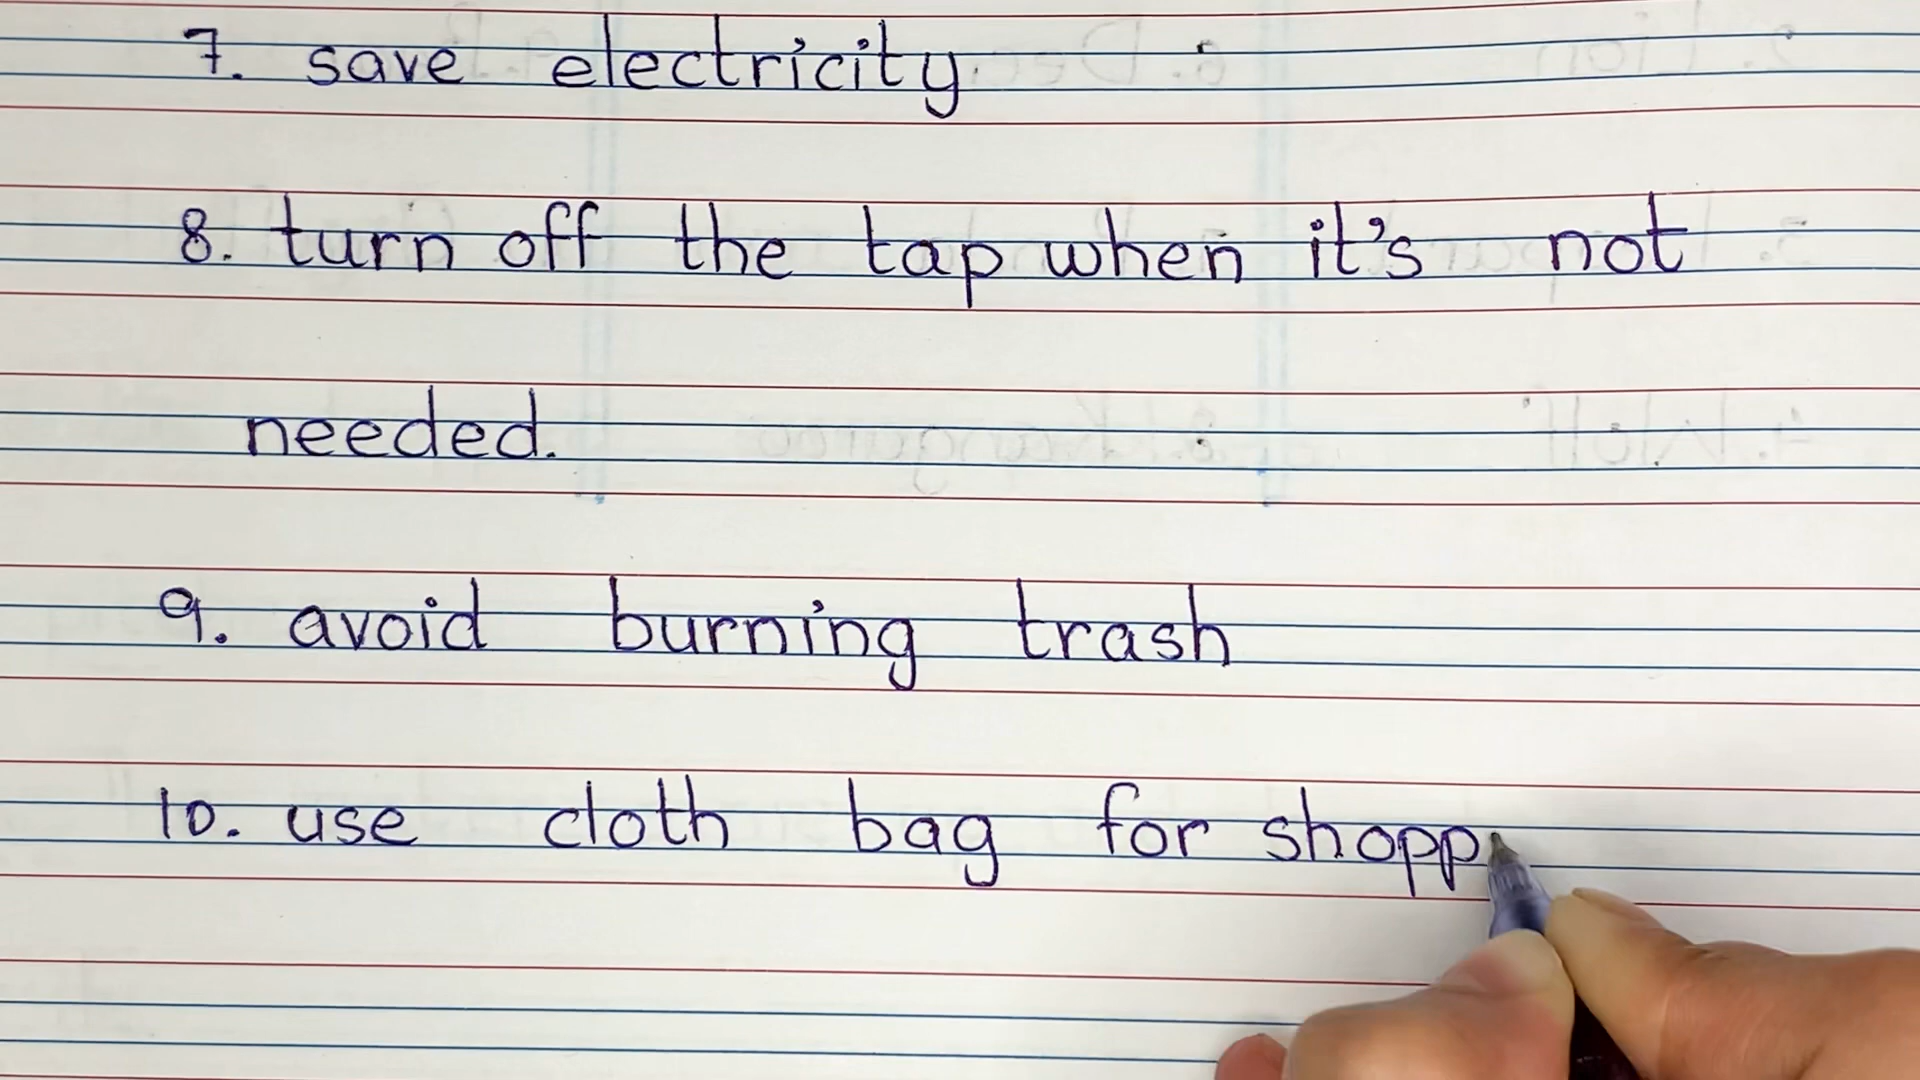 7. save electricity
8. turn off the tap when it's not
needed.
9. avoid burning trash
10. use cloth bag for shopp